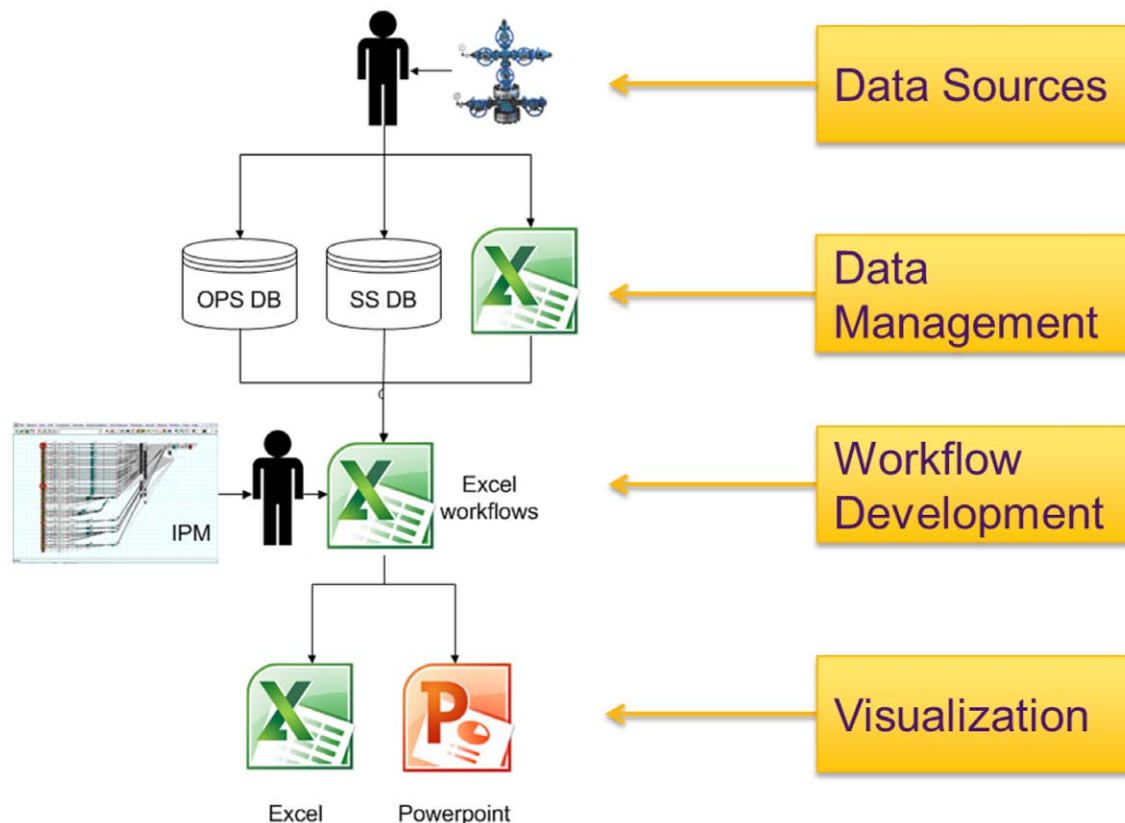 Data Sources
OPS DB
SS DB
Data
Management
IPM
Excel
workflows
Workflow
Development
Visualization
Excel
Powerpoint